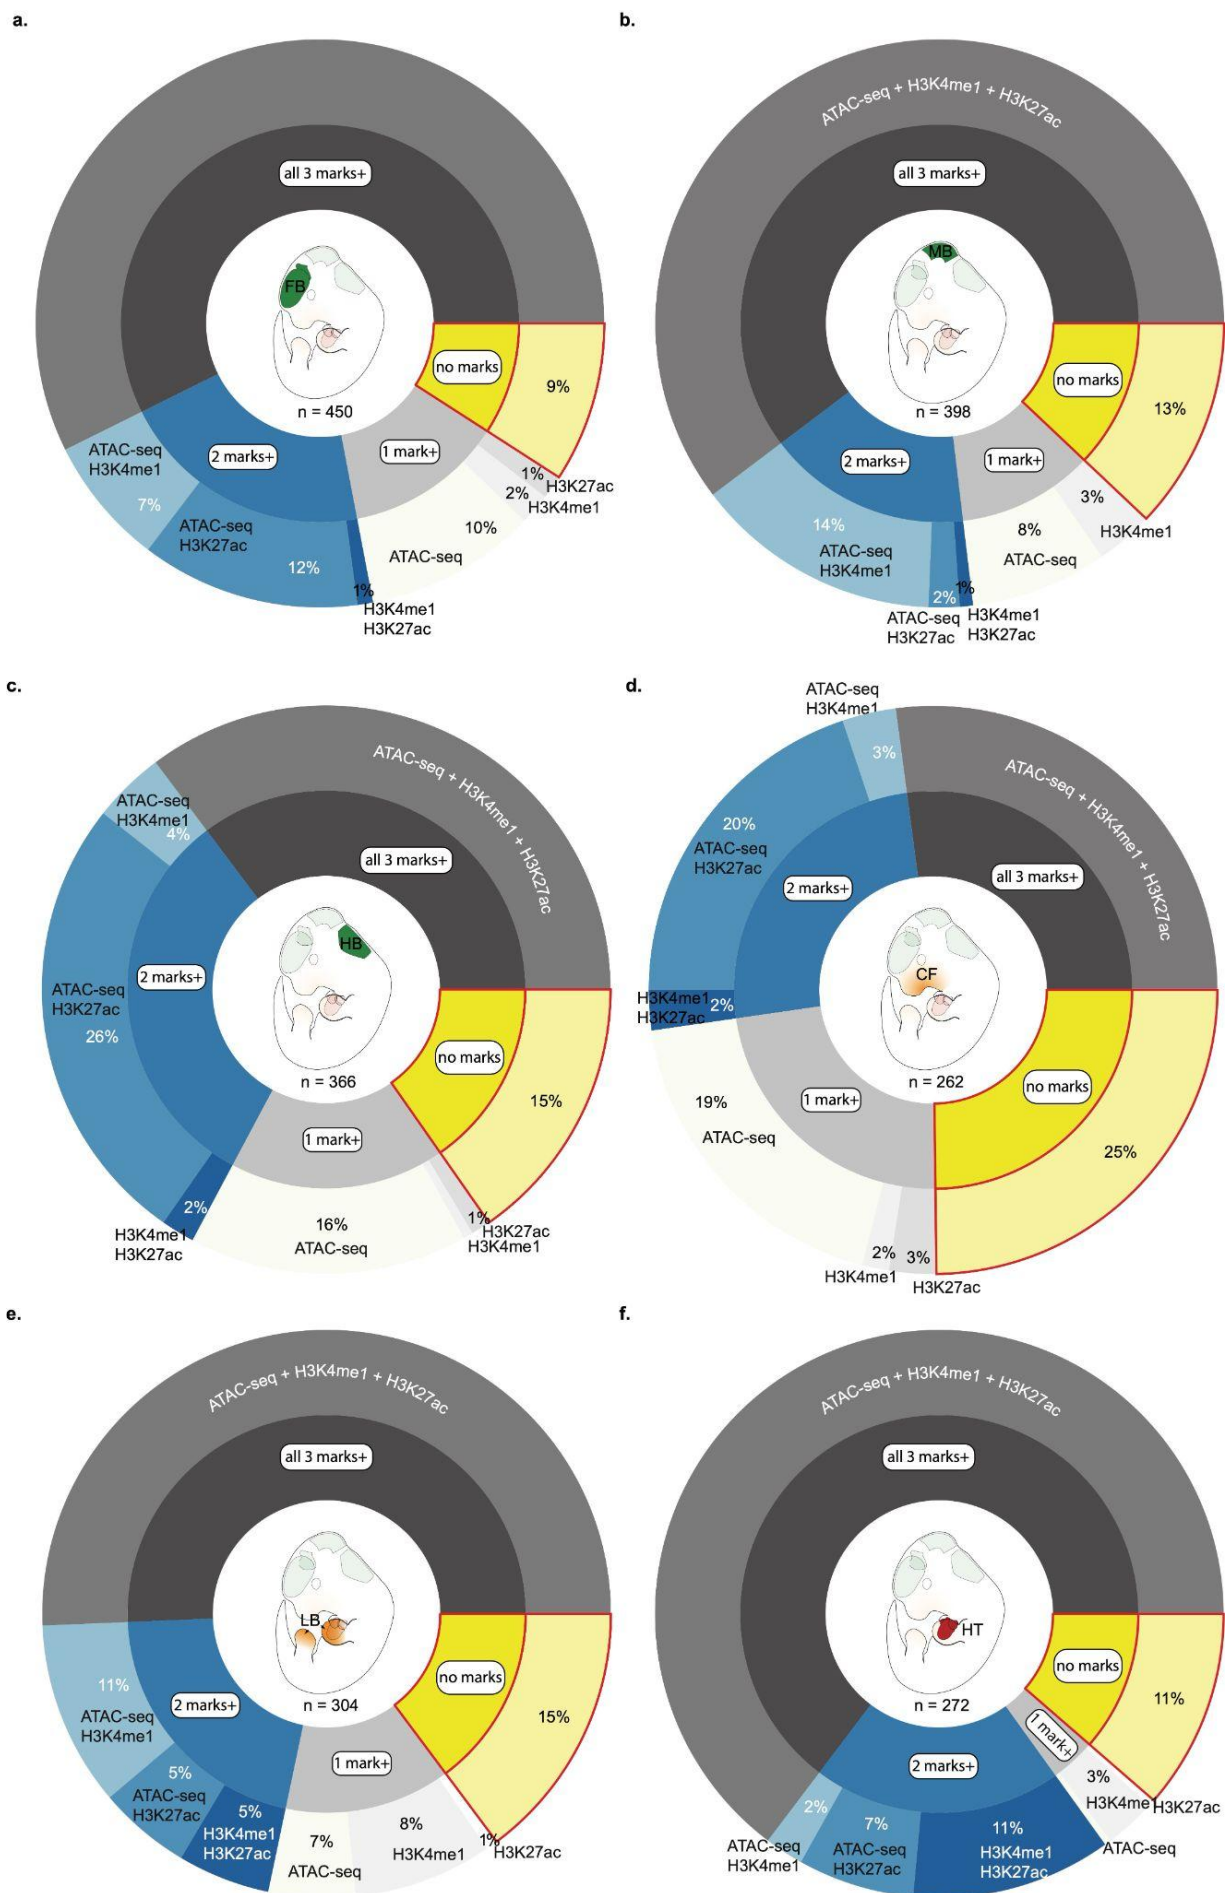 a.
all 3 marks+
FB
no marks
9%
n = 450
1 mark+
2 marks+
ATAC-seq
H3K4me1
7%
ATAC-seq
H3K27ac
12%
1%
H3K4me1
H3K27ac
10%
ATAC-seq
2%
H3K4me1
1%
H3K27ac
b.
ATAC-seq + H3K4me1 + H3K27ac
all 3 marks+
MB
no marks
13%
n = 398
1 mark+
2 marks+
14%
ATAC-seq
H3K4me1
2%
ATAC-seq
H3K27ac
1%
H3K4me1
H3K27ac
8%
ATAC-seq
3%
H3K4me1
c.
ATAC-seq + H3K4me1 + H3K27ac
all 3 marks+
ATAC-seq
H3K4me1
4%
HB
2 marks+
ATAC-seq
H3K27ac
26%
no marks
15%
n = 366
1 mark+
2%
H3K4me1
H3K27ac
16%
ATAC-seq
1%
H3K27ac
H3K4me1
d.
ATAC-seq
H3K4me1
3%
ATAC-seq + H3K4me1 + H3K27ac
20%
ATAC-seq
H3K27ac
2 marks+
all 3 marks+
CF
H3K4me1
H3K27ac
2%
no marks
n = 262
1 mark+
19%
ATAC-seq
25%
2%
H3K4me1
3%
H3K27ac
e.
ATAC-seq + H3K4me1 + H3K27ac
all 3 marks+
LB
no marks
15%
n = 304
2 marks+
11%
ATAC-seq
H3K4me1
1 mark+
5%
ATAC-seq
H3K27ac
5%
H3K4me1
H3K27ac
7%
ATAC-seq
8%
H3K4me1
1%
H3K27ac
f.
ATAC-seq + H3K4me1 + H3K27ac
all 3 marks+
HT
no marks
11%
n = 272
1 mark+
2 marks+
2%
ATAC-seq
H3K4me1
7%
ATAC-seq
H3K27ac
11%
H3K4me1
H3K27ac
3%
H3K4me1
H3K27ac
ATAC-seq